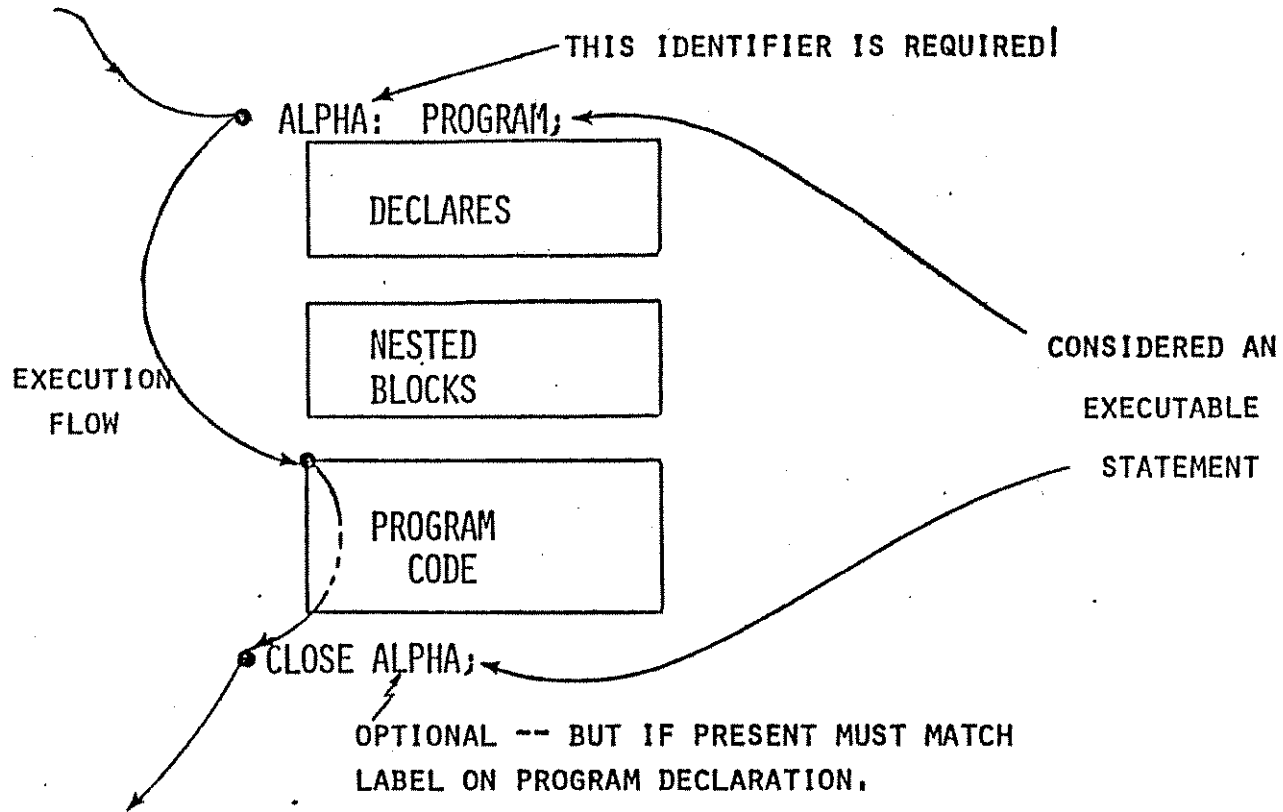 THIS IDENTIFIER IS REQUIRED!
ALPHA: PROGRAM;
DECLARES
NESTED
BLOCKS
EXECUTION
FLOW
CONSIDERED AN
EXECUTABLE
STATEMENT
PROGRAM
CODE
CLOSE ALPHA;
OPTIONAL -- BUT IF PRESENT MUST MATCH
LABEL ON PROGRAM DECLARATION.